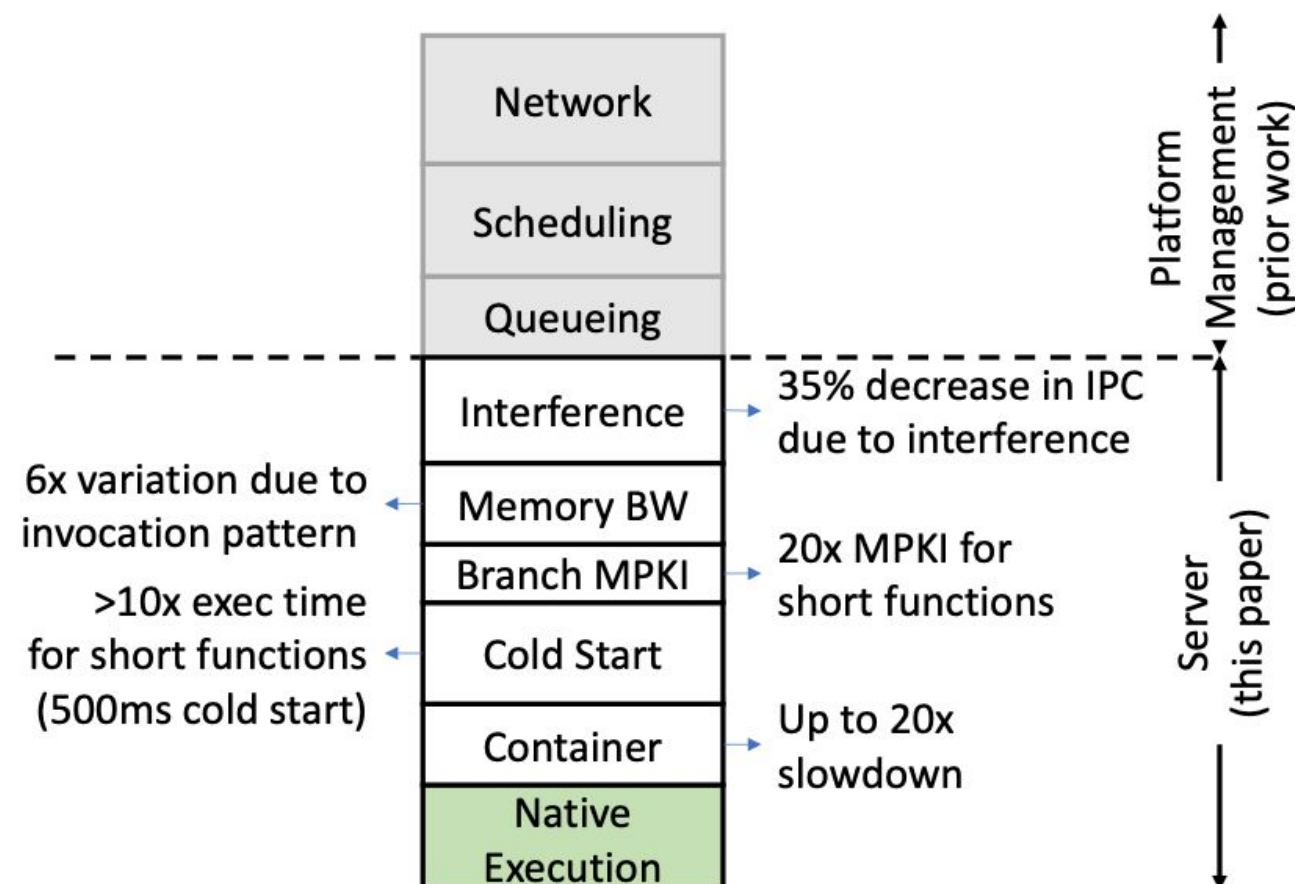 Network
Scheduling
Queueing
Platform
Management
(prior work)
Interference
35% decrease in IPC
due to interference
6x variation due to
invocation pattern
Memory BW
Branch MPKI
20x MPKI for
short functions
>10x exec time
for short functions
(500ms cold start)
Cold Start
Server
(this paper)
Container
Up to 20x
slowdown
Native
Execution